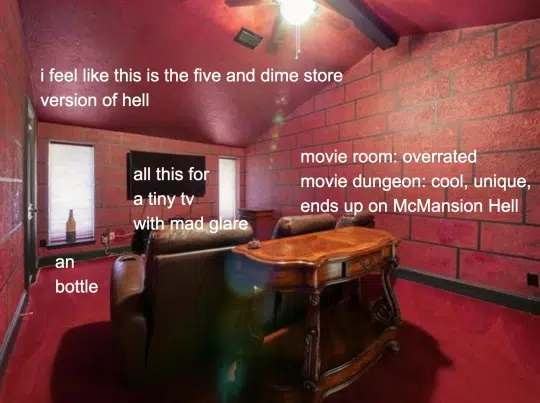 i feel like this is the five and dime store
version of hell
all this for
a tiny tv
with mad glare
movie room: overrated
movie dungeon: cool, unique,
ends up on McMansion Hell
an
bottle